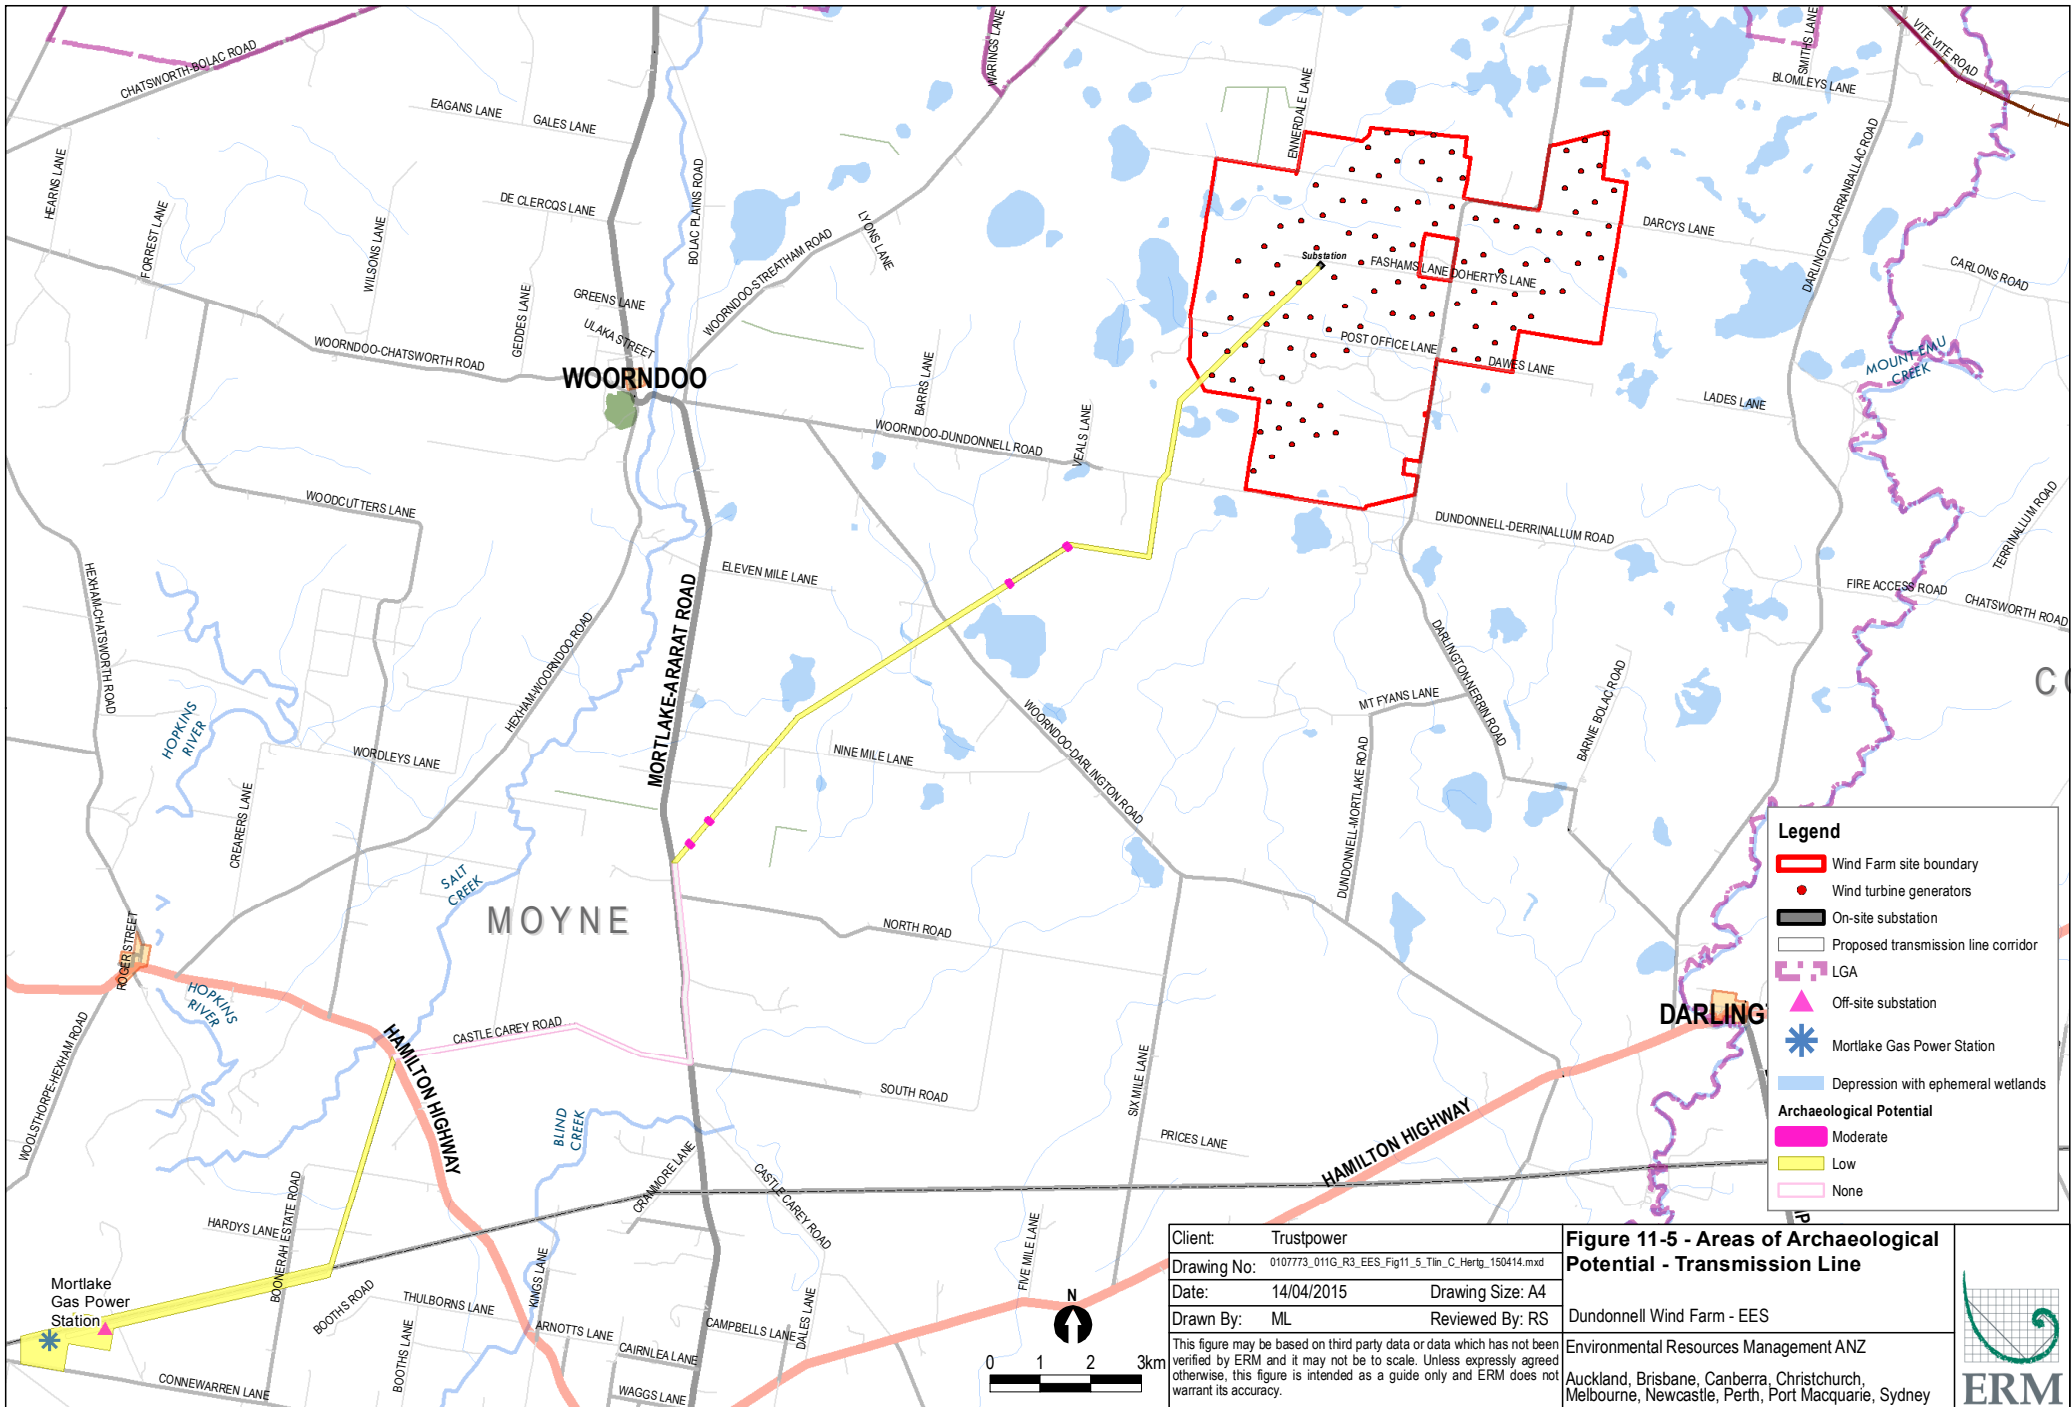 CHATSWORTH-BOLAC ROAD
WARINGS LANE
SMITHS LANE
VITE VITE ROAD
BLOMLEYS LANE
EAGANS LANE
GALES LANE
ENNERDALE LANE
HEARNS LANE
FORREST LANE
WILSONS LANE
DE CLERCQS LANE
BOLAC PLAINS ROAD
LYONS LANE
DARLINGTON-CARRANBALLAC ROAD
DARCYS LANE
CARLONS ROAD
Substation
FASHAMS LANE
DOHERTYS LANE
GREENS LANE
GEDDES LANE
ULAKA STREET
WOORNDOO-STREATHAM ROAD
WOORNDOO-CHATSWORTH ROAD
POST OFFICE LANE
DAWES LANE
MOUNT EMU
CREEK
WOORNDOO
BARRS LANE
VEALS LANE
LADES LANE
WOORNDOO-DUNDONNELL ROAD
WOODCUTTERS LANE
DUNDONNELL-DERRINALLUM ROAD
TERRINALLUM ROAD
HEXHAM-CHATSWORTH ROAD
ELEVEN MILE LANE
FIRE ACCESS ROAD
CHATSWORTH ROAD
HEXHAM-WOORNDOO ROAD
MORTLAKE-ARARAT ROAD
DARLINGTON-NERRIN ROAD
BARNIE BOLAC ROAD
CO
HOPKINS
RIVER
WORDLEYS LANE
NINE MILE LANE
WOORNDOO-DARLINGTON ROAD
MT FYANS LANE
DUNDONNELL-MORTLAKE ROAD
CREARERS LANE
SALT
CREEK
MOYNE
NORTH ROAD
ROGER STREET
HOPKINS
RIVER
WOOLSTHORPE-HEXHAM ROAD
CASTLE CAREY ROAD
HAMILTON HIGHWAY
SOUTH ROAD
SIX MILE LANE
DARLING
BLIND
CREEK
PRICES LANE
HAMILTON HIGHWAY
CRANMORE LANE
CASTLE CAREY ROAD
HARDYS LANE
BOONERAH ESTATE ROAD
KINGS LANE
FIVE MILE LANE
Mortlake
Gas Power
Station
BOOTHS ROAD
THULBORNS LANE
BOOTHS LANE
ARNOTTS LANE
CAMPBELLS LANE
DALES LANE
CAIRNLEA LANE
WAGGS LANE
CONNEWARREN LANE
N
0 1 2 3km
Legend
Wind Farm site boundary
Wind turbine generators
On-site substation
Proposed transmission line corridor
LGA
Off-site substation
Mortlake Gas Power Station
Depression with ephemeral wetlands
Archaeological Potential
Moderate
Low
None
Client: Trustpower
Drawing No: 0107773_011G_R3_EES_Fig11_5_Tlin_C_Hertg_150414.mxd
Date: 14/04/2015 Drawing Size: A4
Drawn By: ML Reviewed By: RS
This figure may be based on third party data or data which has not been
verified by ERM and it may not be to scale. Unless expressly agreed
otherwise, this figure is intended as a guide only and ERM does not
warrant its accuracy.
Figure 11-5 - Areas of Archaeological
Potential - Transmission Line
Dundonnell Wind Farm - EES
Environmental Resources Management ANZ
Auckland, Brisbane, Canberra, Christchurch,
Melbourne, Newcastle, Perth, Port Macquarie, Sydney
ERM